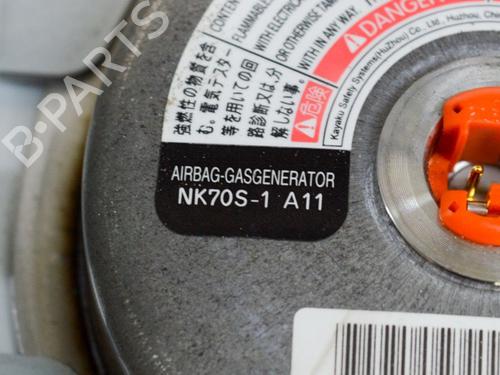 B-PARTS
CONTENTS
FLAMMABLE
WITH ELECTRICAL
OR OTHERWISE TAMPER
WITH IN ANY WAY.
DANGER
Kayaku Safety Systems(Huzhou) Co., Ltd. Huzhou,
危険
強燃性の物質を含
む。電気テスター
等を用いての回
路診断又は、分
解しない事。
AIRBAG-GASGENERATOR
NK70S-1 A11